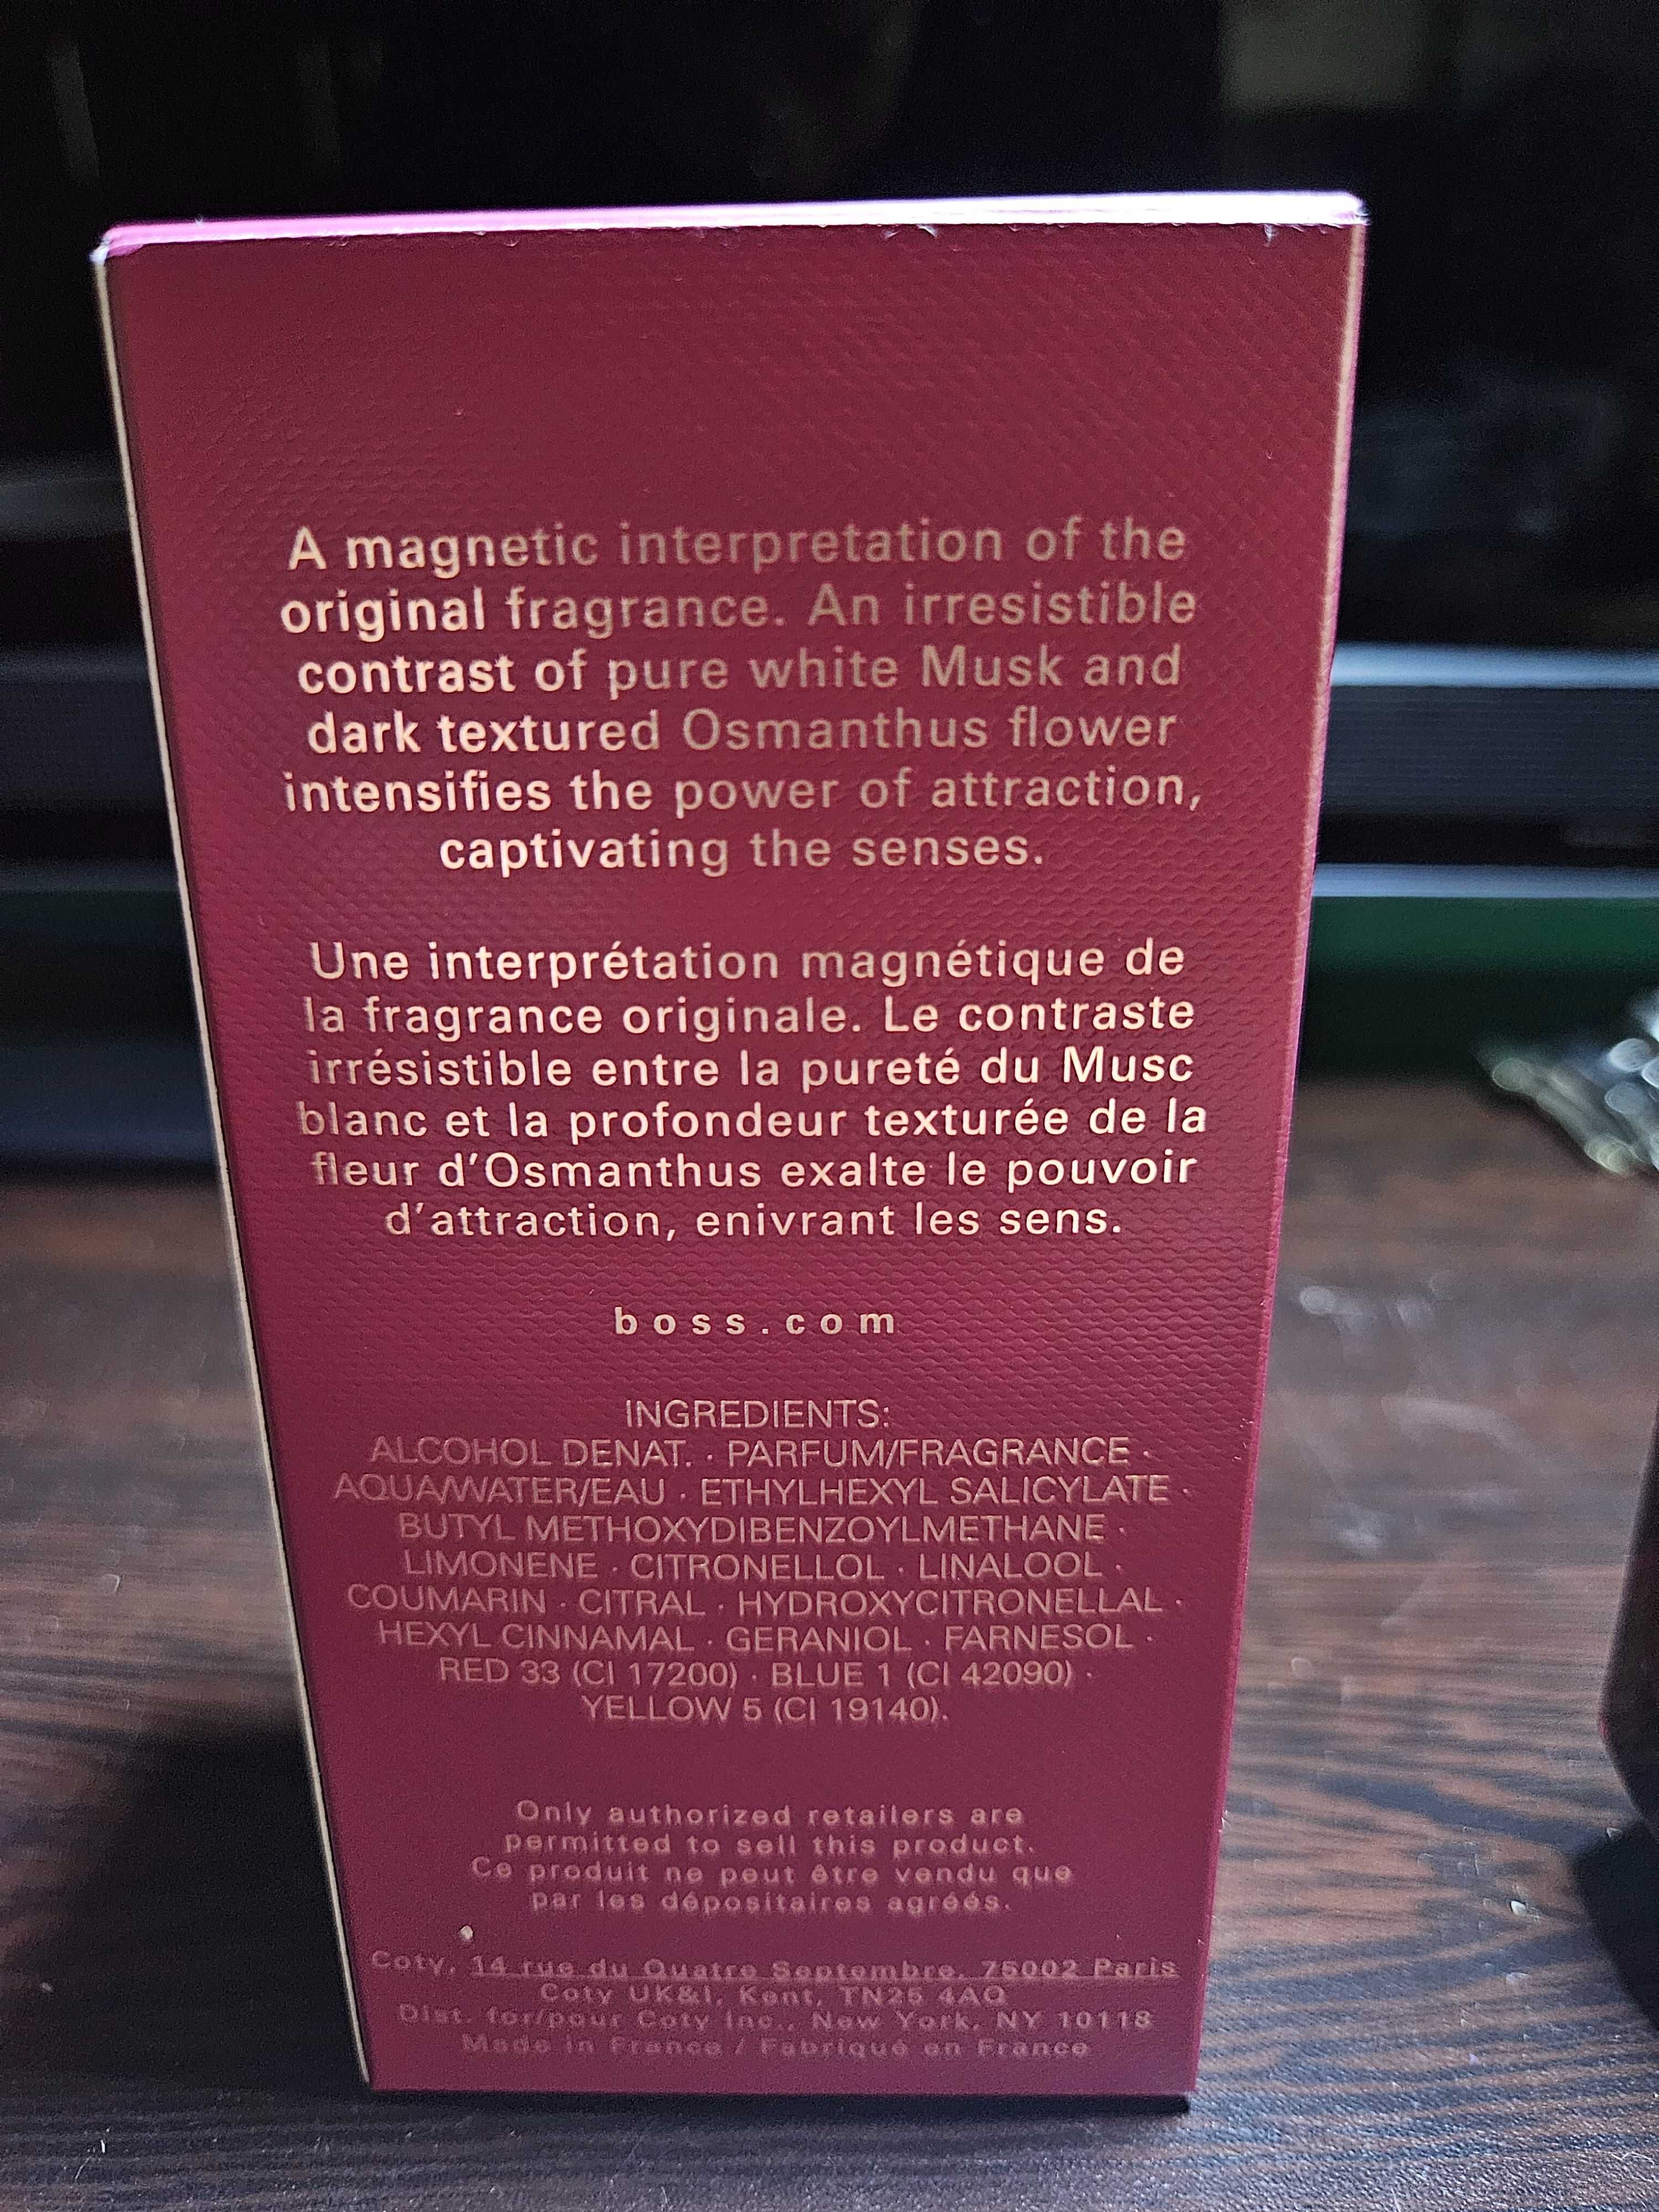 A magnetic interpretation of the
original fragrance. An irresistible
contrast of pure white Musk and
dark textured Osmanthus flower
intensifies the power of attraction,
captivating the senses.
Une interprétation magnétique de
la fragrance originale. Le contraste
irrésistible entre la pureté du Musc
blanc et la profondeur texturée de la
fleur d'Osmanthus exalte le pouvoir
d'attraction, enivrant les sens.
boss.com
INGREDIENTS:
ALCOHOL DENAT. · PARFUM/FRAGRANCE ·
AQUA/WATER/EAU · ETHYLHEXYL SALICYLATE ·
BUTYL METHOXYDIBENZOYLMETHANE ·
LIMONENE · CITRONELLOL · LINALOOL ·
COUMARIN · CITRAL · HYDROXYCITRONELLAL ·
HEXYL CINNAMAL · GERANIOL · FARNESOL ·
RED 33 (CI 17200) · BLUE 1 (CI 42090) ·
YELLOW 5 (CI 19140).
Only authorized retailers are
permitted to sell this product.
Ce produit ne peut être vendu que
par les dépositaires agréés.
Coty, 14 rue du Quatre Septembre, 75002 Paris
Coty UK&I, Kent, TN25 4AQ
Dist. for/pour Coty Inc., New York, NY 10118
Made in France / Fabriqué en France